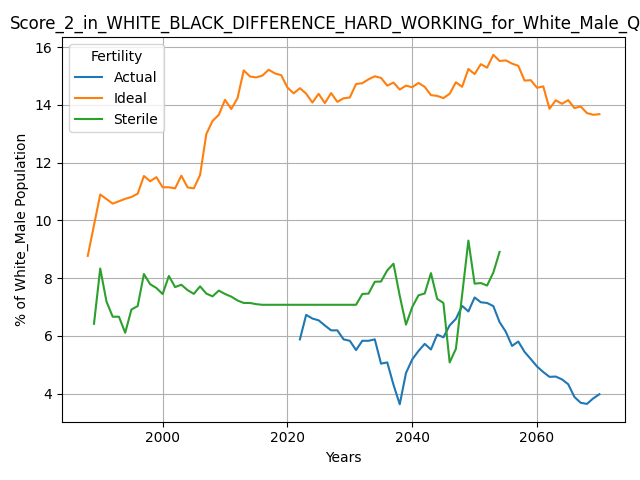 Score_2_in_WHITE_BLACK_DIFFERENCE_HARD_WORKING_for_White_Male_Q
Fertility
Actual
Ideal
Sterile
% of White_Male Population
16
14
12
10
8
6
4
2000
2020
2040
2060
Years